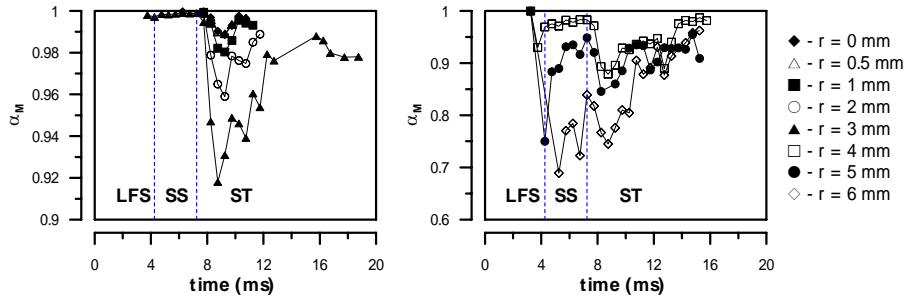 1
0.98
0.96
0.94
0.92
0.9
αM
LFS SS ST
0 4 8 12 16 20
time (ms)
1
0.9
0.8
0.7
0.6
αM
LFS SS ST
0 4 8 12 16 20
time (ms)
- r = 0 mm
- r = 0.5 mm
- r = 1 mm
- r = 2 mm
- r = 3 mm
- r = 4 mm
- r = 5 mm
- r = 6 mm